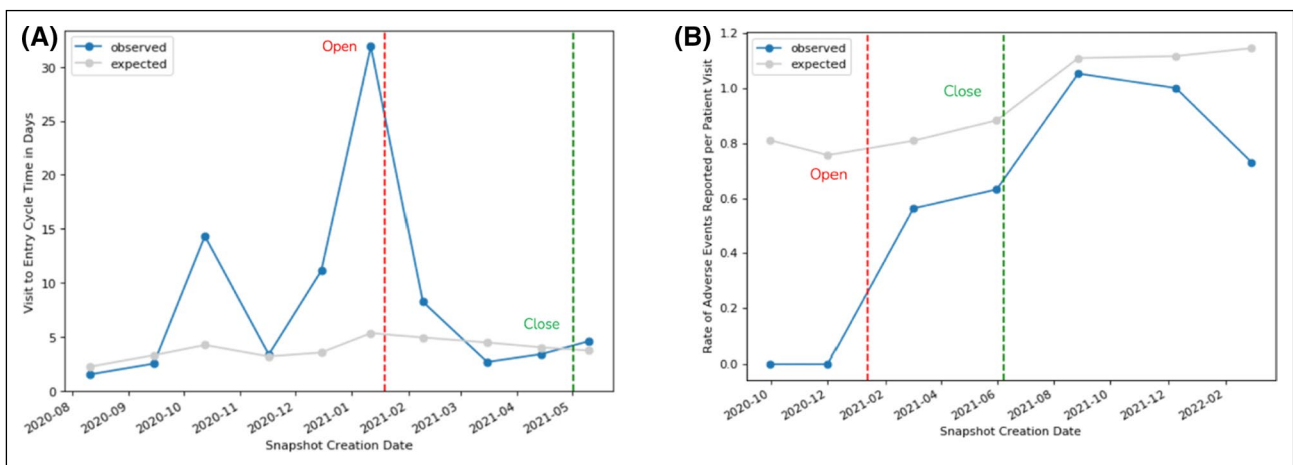 (A)
observed
expected
Open
Close
Visit to Entry Cycle Time in Days
30
25
20
15
10
5
0
2020-08
2020-09
2020-10
2020-11
2020-12
2021-01
2021-02
2021-03
2021-04
2021-05
Snapshot Creation Date
(B)
observed
expected
Close
Open
Rate of Adverse Events Reported per Patient Visit
1.2
1.0
0.8
0.6
0.4
0.2
0.0
2020-10
2020-12
2021-02
2021-04
2021-06
2021-08
2021-10
2021-12
2022-02
Snapshot Creation Date